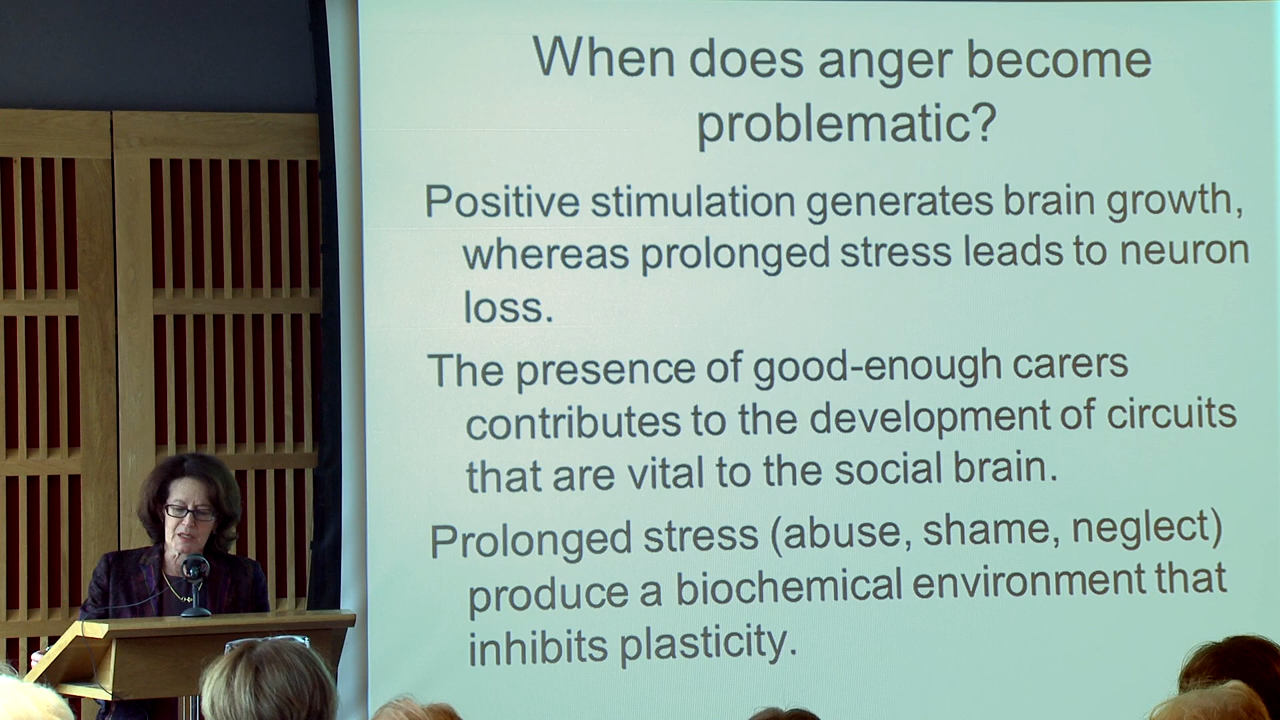 When does anger become
problematic?
Positive stimulation generates brain growth,
whereas prolonged stress leads to neuron
loss.
The presence of good-enough carers
contributes to the development of circuits
that are vital to the social brain.
Prolonged stress (abuse, shame, neglect)
produce a biochemical environment that
inhibits plasticity.